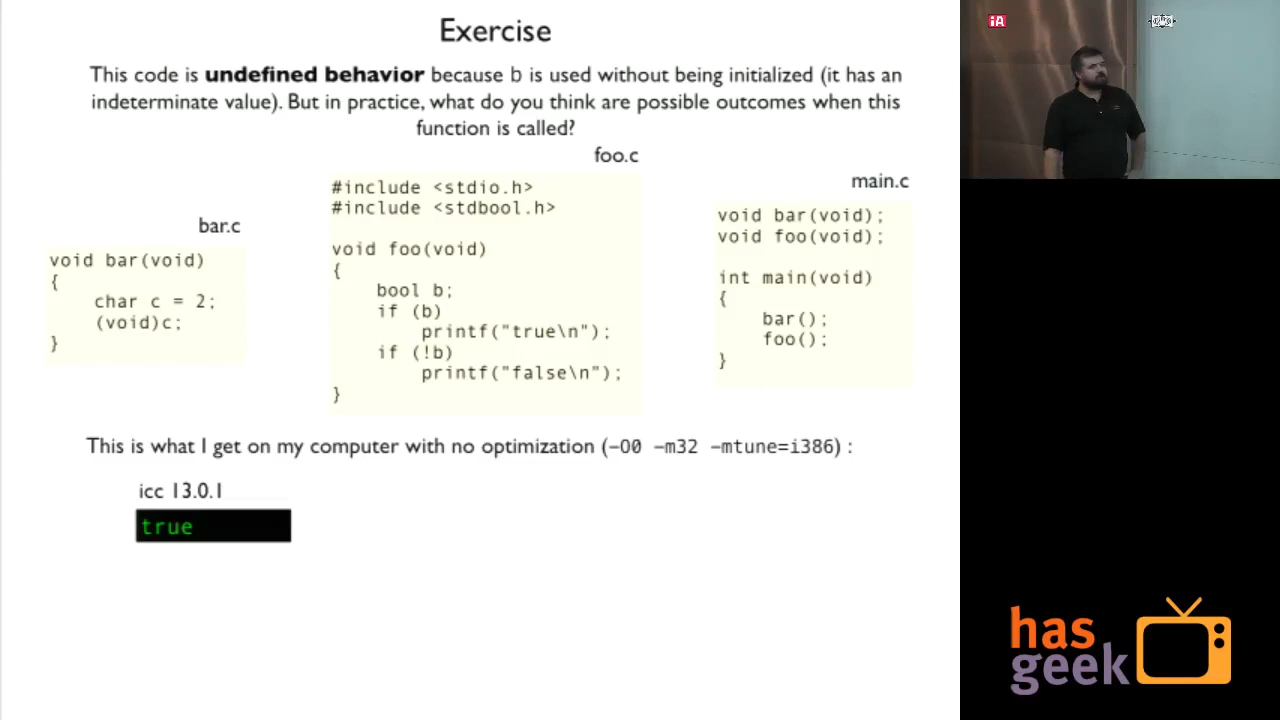 Exercise
This code is undefined behavior because b is used without being initialized (it has an
indeterminate value). But in practice, what do you think are possible outcomes when this
function is called?
bar.c
void bar(void)
{
    char c = 2;
    (void)c;
}
foo.c
#include <stdio.h>
#include <stdbool.h>

void foo(void)
{
    bool b;
    if (b)
        printf("true\n");
    if (!b)
        printf("false\n");
}
main.c
void bar(void);
void foo(void);

int main(void)
{
    bar();
    foo();
}
This is what I get on my computer with no optimization (-O0 -m32 -mtune=i386) :
icc 13.0.1
true
iA
has
geek